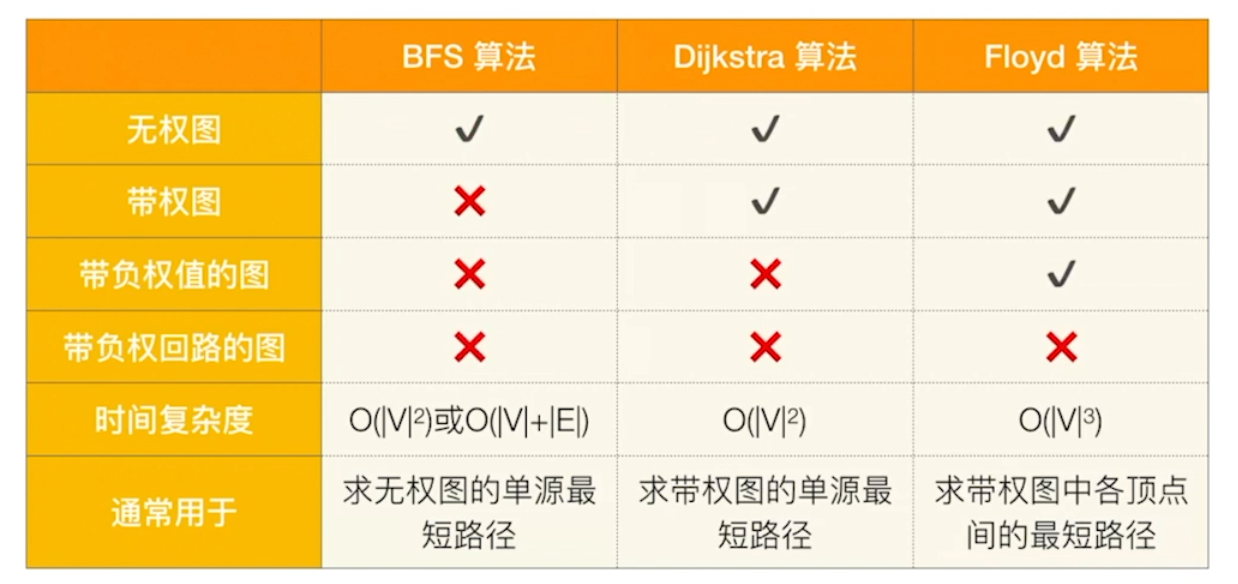 BFS 算法 Dijkstra 算法 Floyd 算法
无权图 ✔ ✔ ✔
带权图 ❌ ✔ ✔
带负权值的图 ❌ ❌ ✔
带负权回路的图 ❌ ❌ ❌
时间复杂度 O(|V|²)或O(|V|+|E|) O(|V|²) O(|V|³)
通常用于 求无权图的单源最短路径 求带权图的单源最短路径 求带权图中各顶点间的最短路径